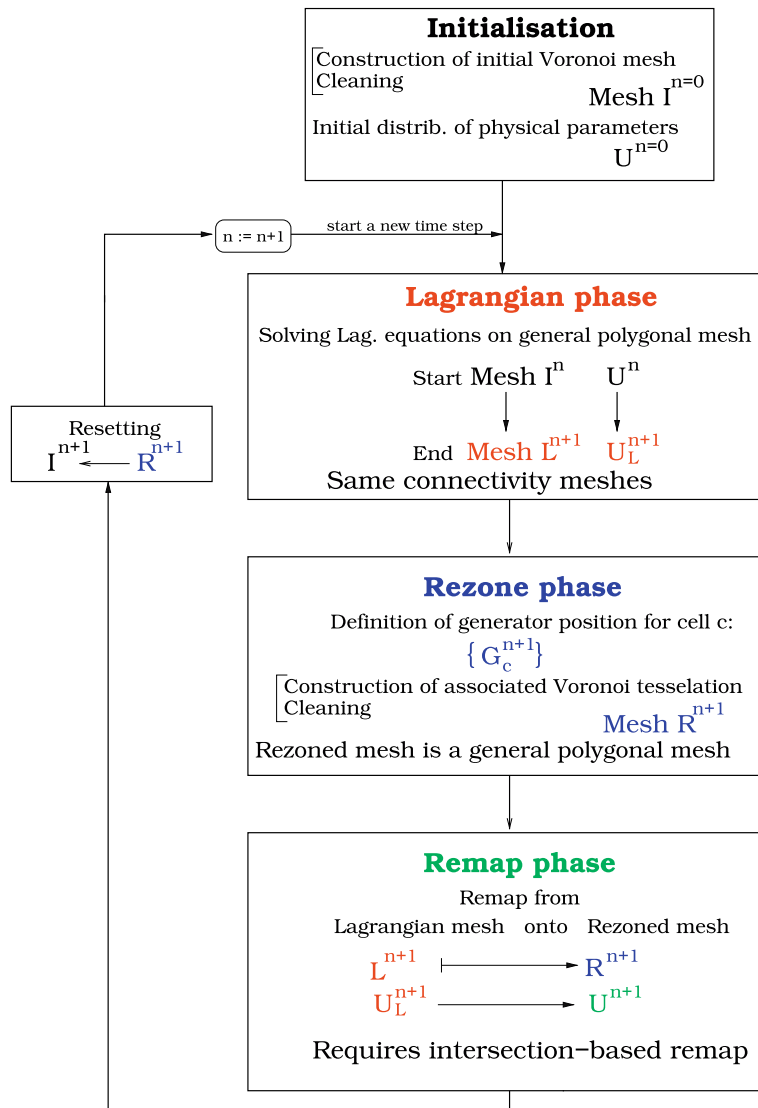 Initialisation
Construction of initial Voronoi mesh
Cleaning
Mesh I^{n=0}
Initial distrib. of physical parameters
U^{n=0}
n := n+1
start a new time step
Lagrangian phase
Solving Lag. equations on general polygonal mesh
Start Mesh I^n U^n
End Mesh L^{n+1} U_L^{n+1}
Same connectivity meshes
Resetting
I^{n+1} ← R^{n+1}
Rezone phase
Definition of generator position for cell c:
{ G_c^{n+1} }
Construction of associated Voronoi tesselation
Cleaning
Mesh R^{n+1}
Rezoned mesh is a general polygonal mesh
Remap phase
Remap from
Lagrangian mesh onto Rezoned mesh
L^{n+1} ↦ R^{n+1}
U_L^{n+1} → U^{n+1}
Requires intersection−based remap